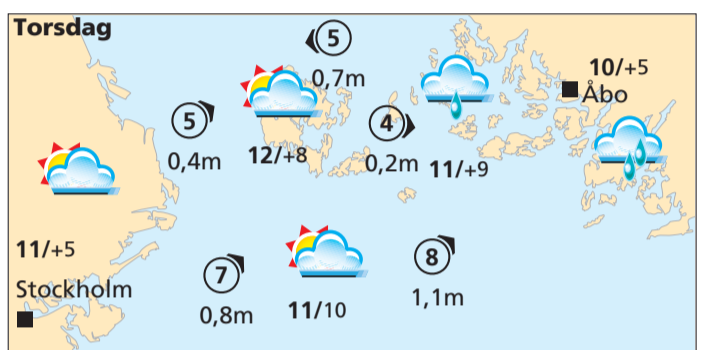 Torsdag
5
0,7m
10/+5
Åbo
5
0,4m
12/+8
4
0,2m
11/+9
11/+5
Stockholm
7
0,8m
11/10
8
1,1m